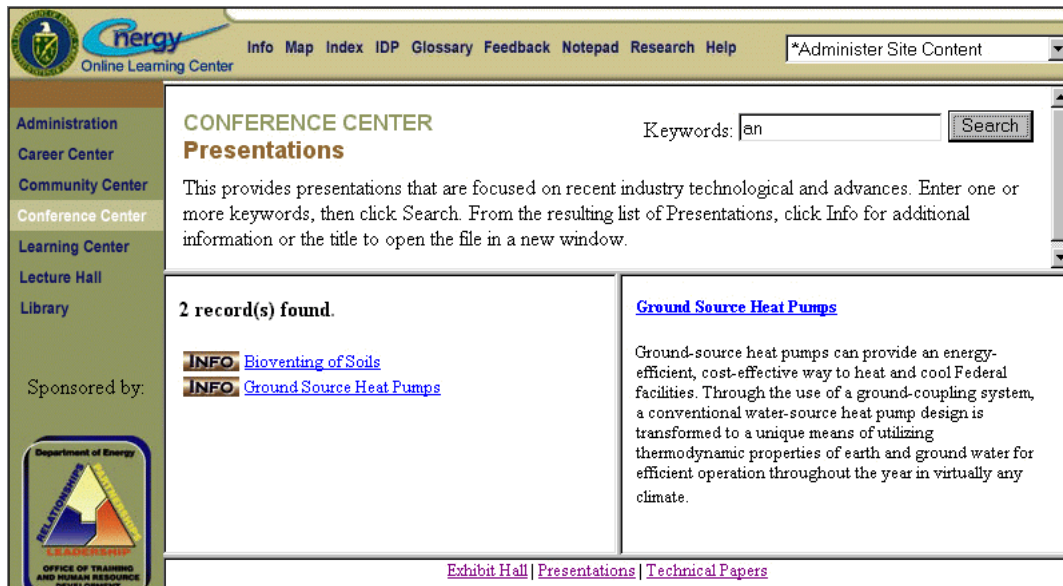 energy
Online Learning Center
Info Map Index IDP Glossary Feedback Notepad Research Help
*Administer Site Content
Administration
Career Center
Community Center
Conference Center
Learning Center
Lecture Hall
Library
Sponsored by:
Department of Energy
RELATIONSHIPS
PARTNERSHIPS
LEADERSHIP
OFFICE OF TRAINING
AND HUMAN RESOURCE
DEVELOPMENT
CONFERENCE CENTER
Presentations
Keywords: an Search
This provides presentations that are focused on recent industry technological and advances. Enter one or
more keywords, then click Search. From the resulting list of Presentations, click Info for additional
information or the title to open the file in a new window.
2 record(s) found.
INFO Bioventing of Soils
INFO Ground Source Heat Pumps
Ground Source Heat Pumps
Ground-source heat pumps can provide an energy-
efficient, cost-effective way to heat and cool Federal
facilities. Through the use of a ground-coupling system,
a conventional water-source heat pump design is
transformed to a unique means of utilizing
thermodynamic properties of earth and ground water for
efficient operation throughout the year in virtually any
climate.
Exhibit Hall | Presentations | Technical Papers